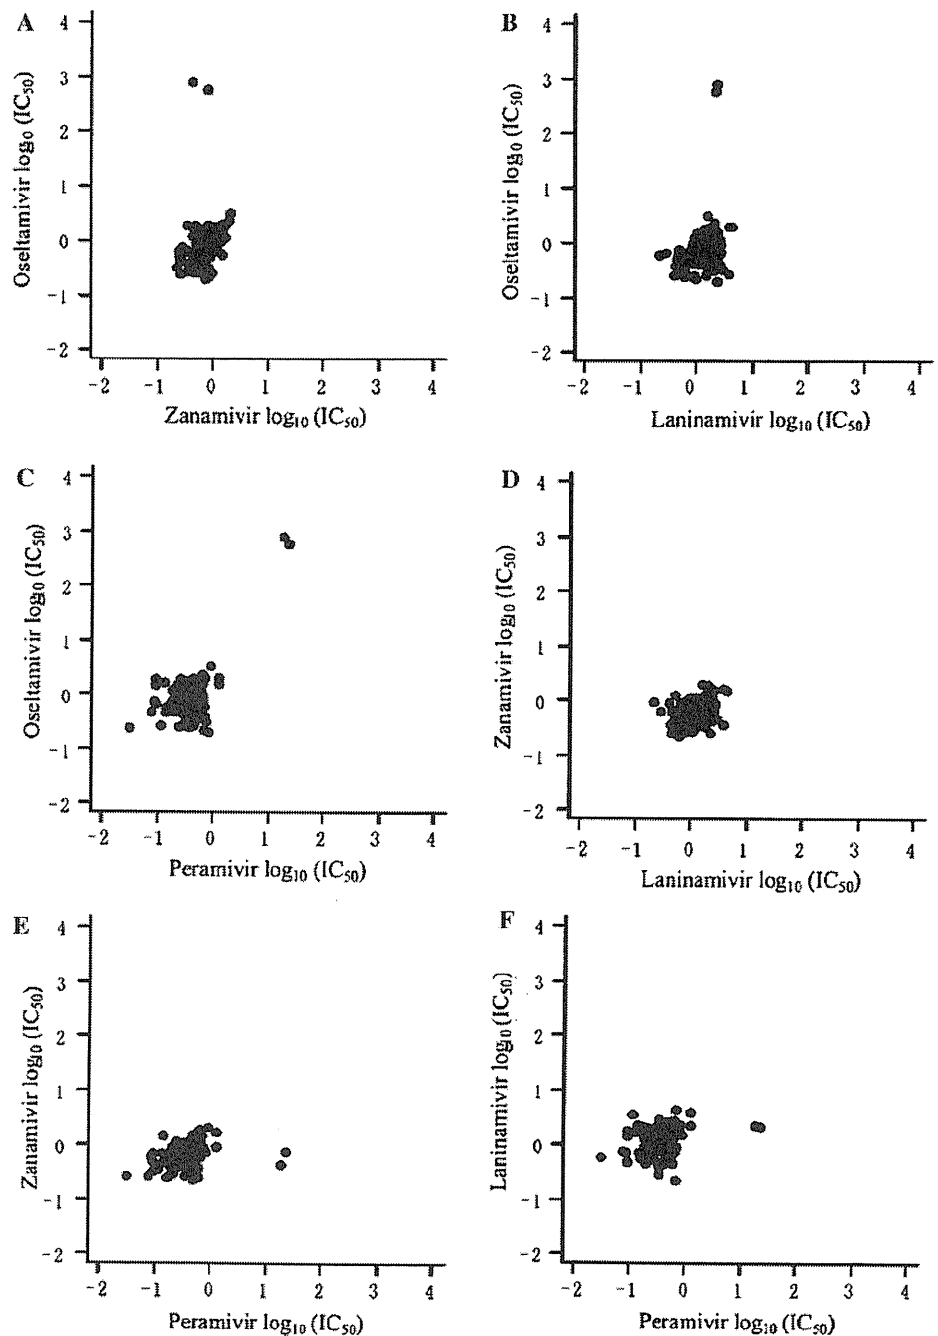 A
4
3
2
1
0
-1
-2
Oseltamivir log₁₀ (IC₅₀)
-2 -1 0 1 2 3 4
Zanamivir log₁₀ (IC₅₀)
B
4
3
2
1
0
-1
-2
Oseltamivir log₁₀ (IC₅₀)
-2 -1 0 1 2 3 4
Laninamivir log₁₀ (IC₅₀)
C
4
3
2
1
0
-1
-2
Oseltamivir log₁₀ (IC₅₀)
-2 -1 0 1 2 3 4
Peramivir log₁₀ (IC₅₀)
D
4
3
2
1
0
-1
-2
Zanamivir log₁₀ (IC₅₀)
-2 -1 0 1 2 3 4
Laninamivir log₁₀ (IC₅₀)
E
4
3
2
1
0
-1
-2
Zanamivir log₁₀ (IC₅₀)
-2 -1 0 1 2 3 4
Peramivir log₁₀ (IC₅₀)
F
4
3
2
1
0
-1
-2
Laninamivir log₁₀ (IC₅₀)
-2 -1 0 1 2 3 4
Peramivir log₁₀ (IC₅₀)